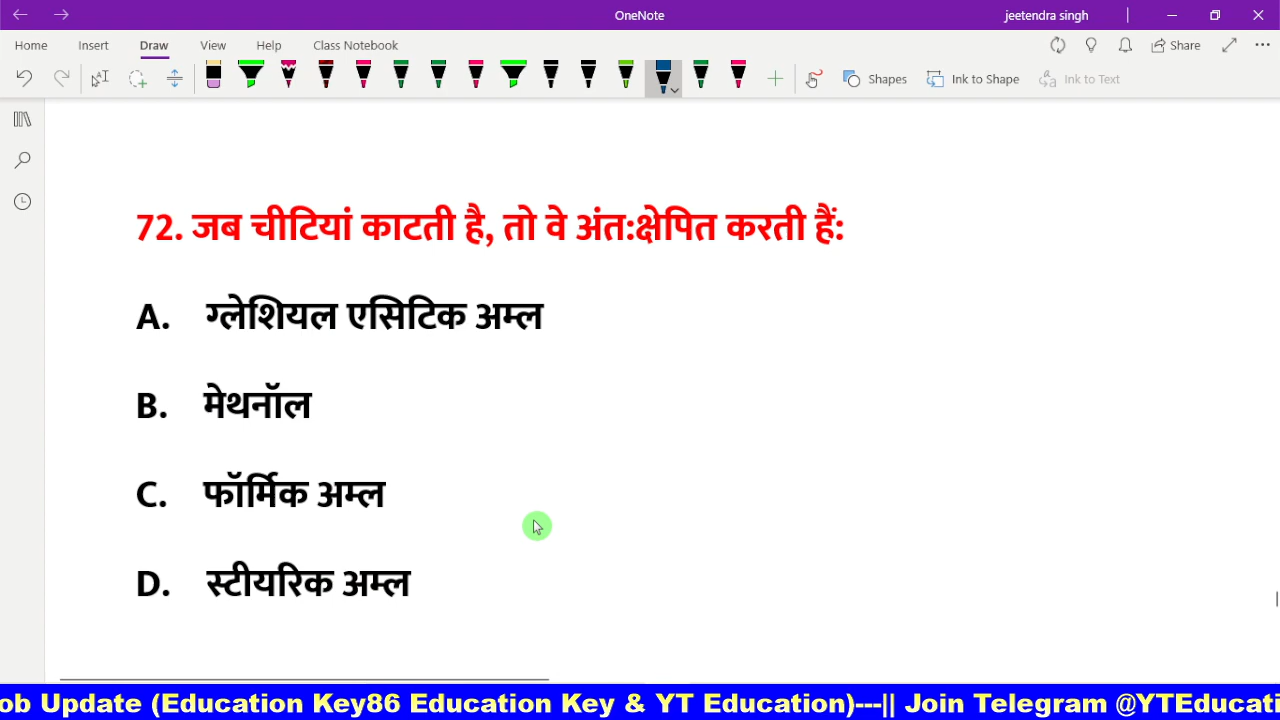 OneNote
jeetendra singh
Home Insert Draw View Help Class Notebook
Share
Shapes Ink to Shape Ink to Text
72. जब चीटियां काटती है, तो वे अंत:क्षेपित करती हैं:
A. ग्लेशियल एसिटिक अम्ल
B. मेथनॉल
C. फॉर्मिक अम्ल
D. स्टीयरिक अम्ल
ob Update (Education Key86 Education Key & YT Education)---|| Join Telegram @YTEducati